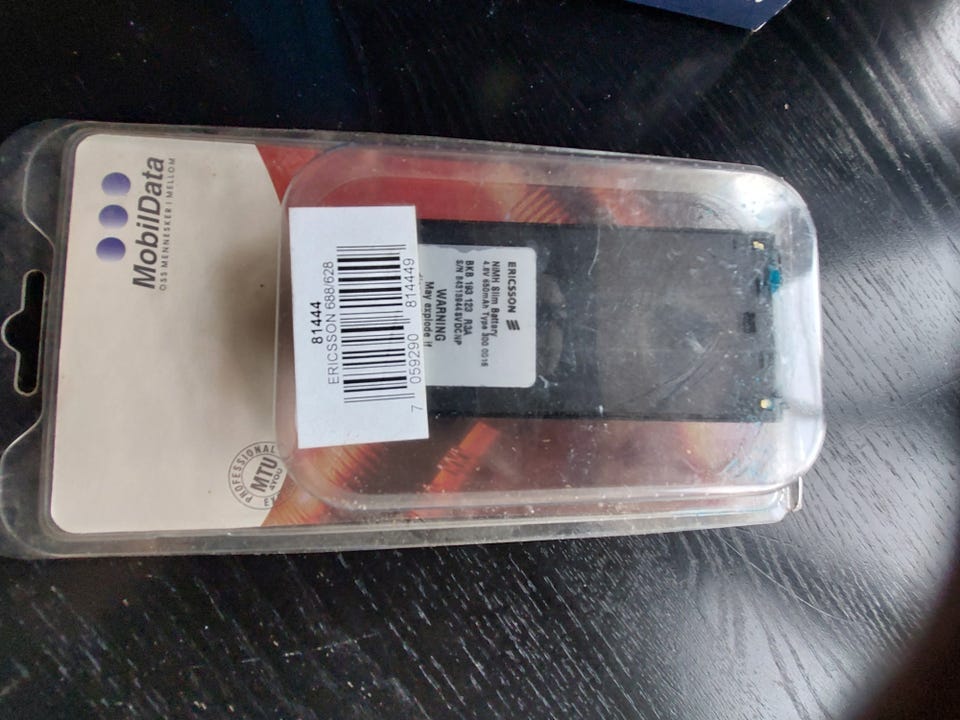 MobilData
OSS MENNESKER I MELLOM
PROFESSIONAL
MTU
4YOU
81444
ERICSSON 688/628
7 059290 814449
ERICSSON
NiMH Slim Battery
4.8V 650mAh Type 300 0016
BKB 193 123 R3A
WARNING
May explode if